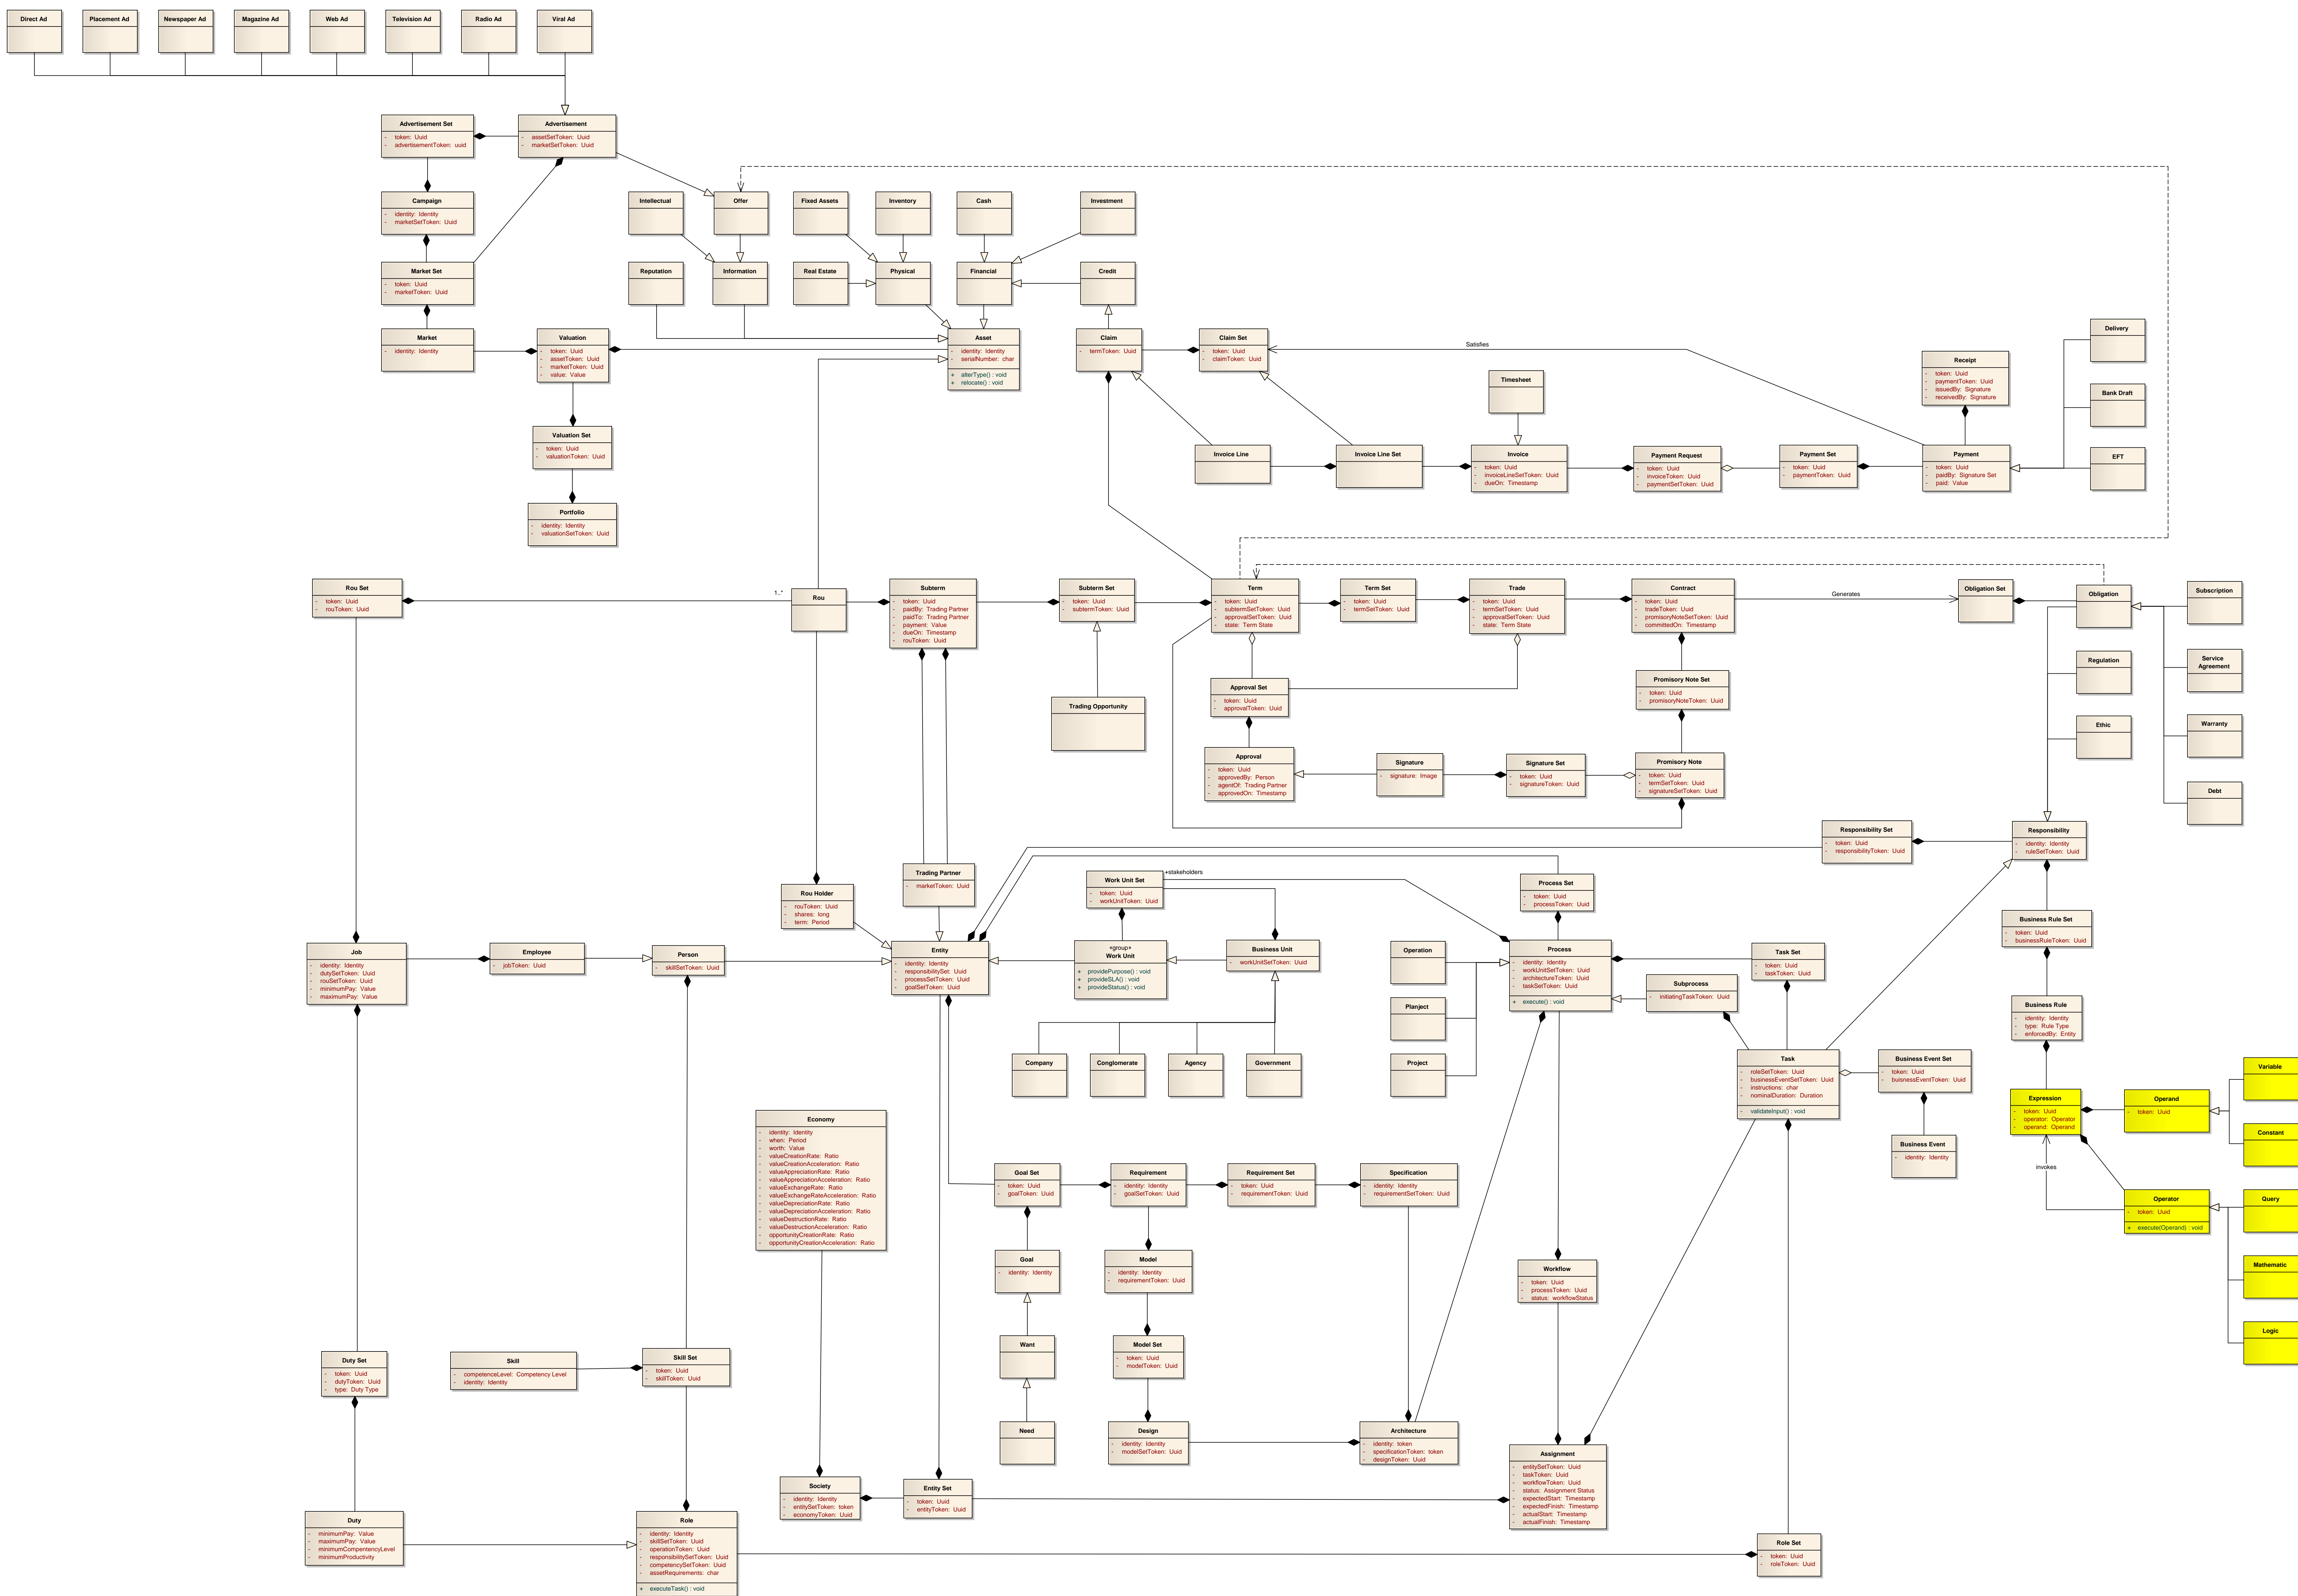 Direct Ad
Placement Ad
Newspaper Ad
Magazine Ad
Web Ad
Television Ad
Radio Ad
Viral Ad
Advertisement Set
- token: Uuid
- advertisementToken: uuid
Advertisement
- assetSetToken: Uuid
- marketSetToken: Uuid
Campaign
- identity: Identity
- marketSetToken: Uuid
Intellectual
Offer
Fixed Assets
Inventory
Cash
Investment
Market Set
- token: Uuid
- marketToken: Uuid
Reputation
Information
Real Estate
Physical
Financial
Credit
Market
- identity: Identity
Valuation
- token: Uuid
- assetToken: Uuid
- marketToken: Uuid
- value: Value
Asset
- identity: Identity
- serialNumber: char
+ alterType() : void
+ relocate() : void
Claim
- termToken: Uuid
Claim Set
- token: Uuid
- claimToken: Uuid
Satisfies
Delivery
Receipt
- token: Uuid
- paymentToken: Uuid
- issuedBy: Signature
- receivedBy: Signature
Timesheet
Bank Draft
Valuation Set
- token: Uuid
- valuationToken: Uuid
Invoice Line
Invoice Line Set
Invoice
- token: Uuid
- invoiceLineSetToken: Uuid
- dueOn: Timestamp
Payment Request
- token: Uuid
- invoiceToken: Uuid
- paymentSetToken: Uuid
Payment Set
- token: Uuid
- paymentToken: Uuid
Payment
- token: Uuid
- paidBy: Signature Set
- paid: Value
EFT
Portfolio
- identity: Identity
- valuationSetToken: Uuid
Rou Set
- token: Uuid
- rouToken: Uuid
1..*
Rou
Subterm
- token: Uuid
- paidBy: Trading Partner
- paidTo: Trading Partner
- payment: Value
- dueOn: Timestamp
- rouToken: Uuid
Subterm Set
- token: Uuid
- subtermToken: Uuid
Term
- token: Uuid
- subtermSetToken: Uuid
- approvalSetToken: Uuid
- state: Term State
Term Set
- token: Uuid
- termSetToken: Uuid
Trade
- token: Uuid
- termSetToken: Uuid
- approvalSetToken: Uuid
- state: Term State
Contract
- token: Uuid
- tradeToken: Uuid
- promisoryNoteSetToken: Uuid
- committedOn: Timestamp
Generates
Obligation Set
Obligation
Subscription
Regulation
Service
Agreement
Trading Opportunity
Approval Set
- token: Uuid
- approvalToken: Uuid
Promisory Note Set
- token: Uuid
- promisoryNoteToken: Uuid
Ethic
Warranty
Approval
- token: Uuid
- approvedBy: Person
- agentOf: Trading Partner
- approvedOn: Timestamp
Signature
- signature: Image
Signature Set
- token: Uuid
- signatureToken: Uuid
Promisory Note
- token: Uuid
- termSetToken: Uuid
- signatureSetToken: Uuid
Debt
Responsibility Set
- token: Uuid
- responsibilityToken: Uuid
Responsibility
- identity: Identity
- ruleSetToken: Uuid
Trading Partner
- marketToken: Uuid
Rou Holder
- rouToken: Uuid
- shares: long
- term: Period
Work Unit Set
- token: Uuid
- workUnitToken: Uuid
+stakeholders
Process Set
- token: Uuid
- processToken: Uuid
Business Rule Set
- token: Uuid
- businessRuleToken: Uuid
Job
- identity: Identity
- dutySetToken: Uuid
- rouSetToken: Uuid
- minimumPay: Value
- maximumPay: Value
Employee
- jobToken: Uuid
Person
- skillSetToken: Uuid
Entity
- identity: Identity
- responsibilitySet: Uuid
- processSetToken: Uuid
- goalSetToken: Uuid
«group»
Work Unit
+ providePurpose() : void
+ provideSLA() : void
+ provideStatus() : void
Business Unit
- workUnitSetToken: Uuid
Operation
Process
- identity: Identity
- workUnitSetToken: Uuid
- architectureToken: Uuid
- taskSetToken: Uuid
+ execute() : void
Task Set
- token: Uuid
- taskToken: Uuid
Subprocess
- initiatingTaskToken: Uuid
Planject
Business Rule
- identity: Identity
- type: Rule Type
- enforcedBy: Entity
Company
Conglomerate
Agency
Government
Project
Task
- roleSetToken: Uuid
- businessEventSetToken: Uuid
- instructions: char
- nominalDuration: Duration
- validateInput() : void
Business Event Set
- token: Uuid
- buisnessEventToken: Uuid
Variable
Expression
- token: Uuid
- operator: Operator
- operand: Operand
Operand
- token: Uuid
Constant
Economy
- identity: Identity
- when: Period
- worth: Value
- valueCreationRate: Ratio
- valueCreationAcceleration: Ratio
- valueAppreciationRate: Ratio
- valueAppreciationAcceleration: Ratio
- valueExchangeRate: Ratio
- valueExchangeRateAcceleration: Ratio
- valueDepreciationRate: Ratio
- valueDepreciationAcceleration: Ratio
- valueDestructionRate: Ratio
- valueDestructionAcceleration: Ratio
- opportunityCreationRate: Ratio
- opportunityCreationAcceleration: Ratio
Business Event
- identity: Identity
invokes
Goal Set
- token: Uuid
- goalToken: Uuid
Requirement
- identity: Identity
- goalSetToken: Uuid
Requirement Set
- token: Uuid
- requirementToken: Uuid
Specification
- identity: Identity
- requirementSetToken: Uuid
Operator
- token: Uuid
+ execute(Operand) : void
Query
Goal
- identity: Identity
Model
- identity: Identity
- requirementToken: Uuid
Workflow
- token: Uuid
- processToken: Uuid
- status: workflowStatus
Mathematic
Logic
Want
Model Set
- token: Uuid
- modelToken: Uuid
Duty Set
- token: Uuid
- dutyToken: Uuid
- type: Duty Type
Skill
- competenceLevel: Competency Level
- identity: Identity
Skill Set
- token: Uuid
- skillToken: Uuid
Need
Design
- identity: Identity
- modelSetToken: Uuid
Architecture
- identity: token
- specificationToken: token
- designToken: Uuid
Assignment
- entitySetToken: Uuid
- taskToken: Uuid
- workflowToken: Uuid
- status: Assignment Status
- expectedStart: Timestamp
- expectedFinish: Timestamp
- actualStart: Timestamp
- actualFinish: Timestamp
Society
- identity: Identity
- entitySetToken: token
- economyToken: Uuid
Entity Set
- token: Uuid
- entityToken: Uuid
Duty
- minimumPay: Value
- maximumPay: Value
- minimumCompentencyLevel
- minimumProductivity
Role
- identity: Identity
- skillSetToken: Uuid
- operationToken: Uuid
- responsibilitySetToken: Uuid
- competencySetToken: Uuid
- assetRequirements: char
+ executeTask() : void
Role Set
- token: Uuid
- roleToken: Uuid